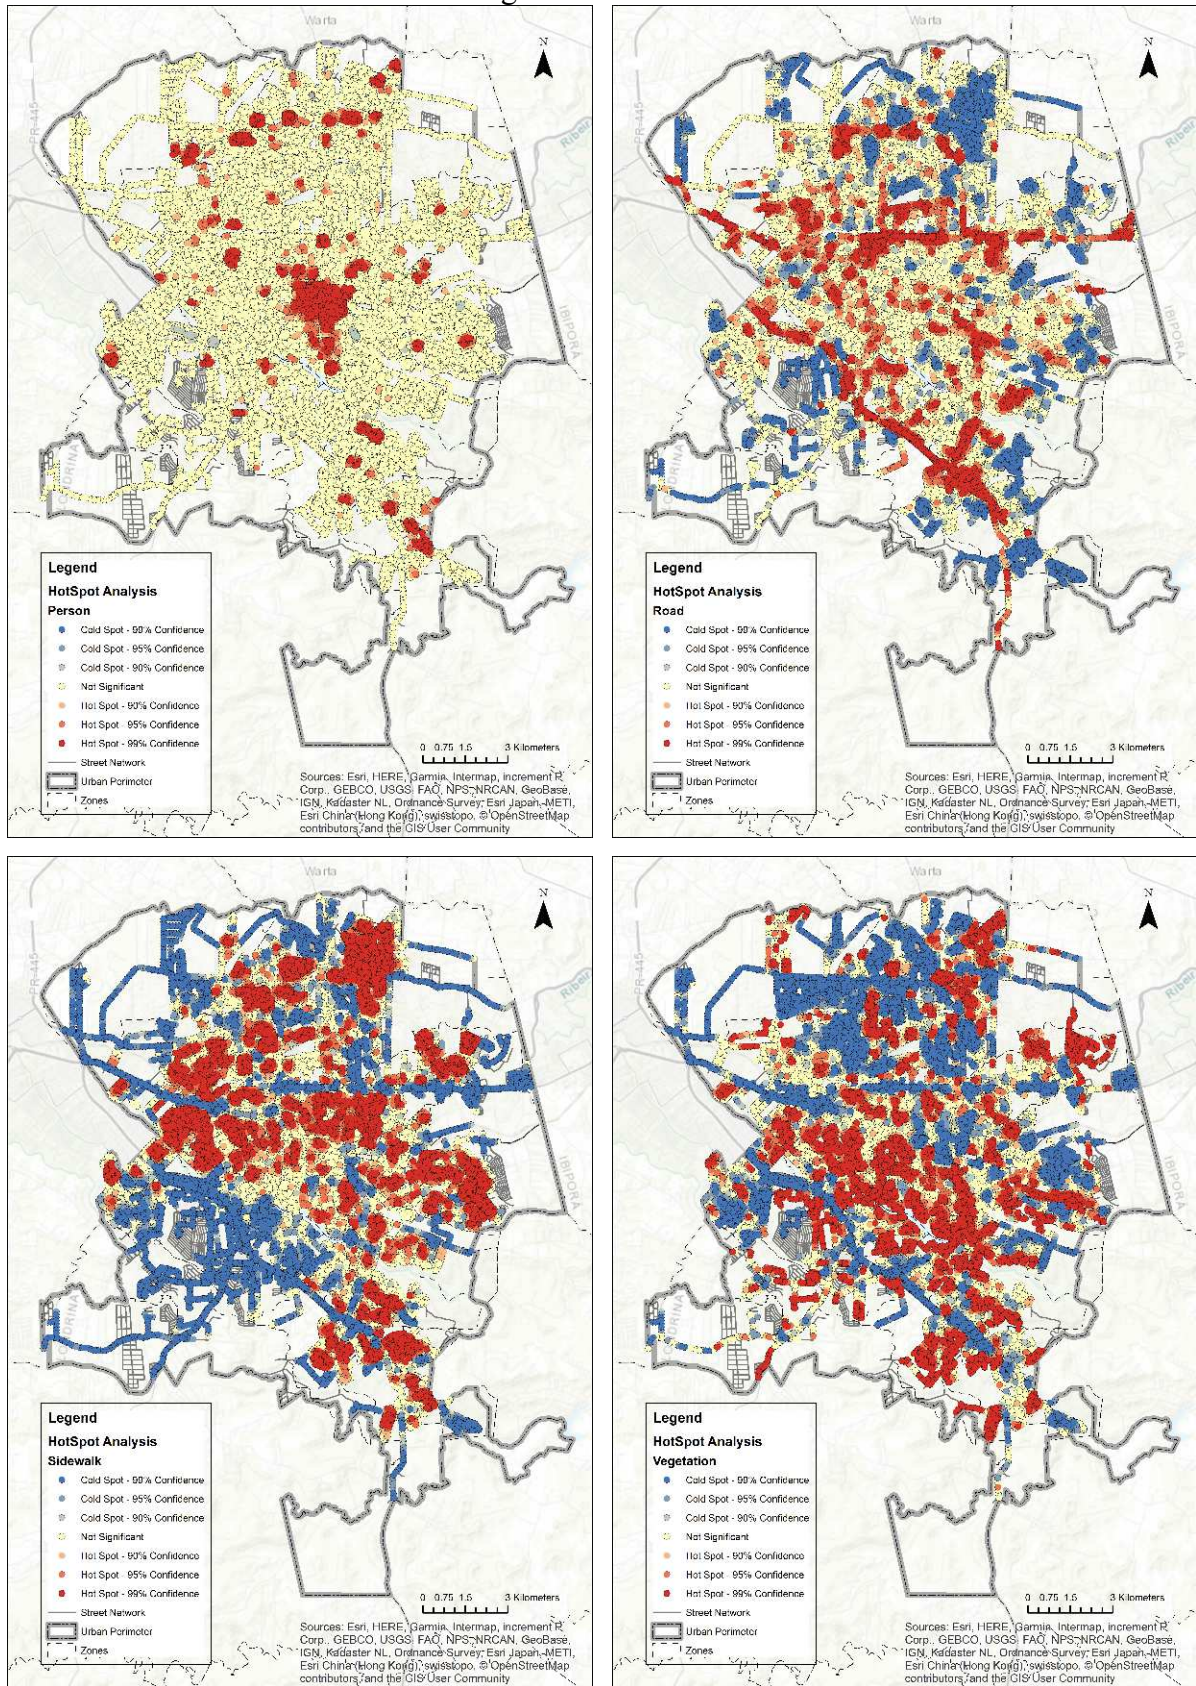 Warta
N
PR-445
Ribei
IBIPORA
Legend
HotSpot Analysis
Person
Cold Spot - 99% Confidence
Cold Spot - 95% Confidence
Cold Spot - 90% Confidence
Not Significant
Hot Spot - 90% Confidence
Hot Spot - 95% Confidence
Hot Spot - 99% Confidence
Street Network
Urban Perimeter
Zones
0 0.75 1.5 3 Kilometers
Sources: Esri, HERE, Garmin, Intermap, increment P
Corp., GEBCO, USGS, FAO, NPS, NRCAN, GeoBase,
IGN, Kadaster NL, Ordnance Survey, Esri Japan, METI,
Esri China (Hong Kong), swisstopo, © OpenStreetMap
contributors, and the GIS User Community
Warta
N
PR-445
Ribei
IBIPORA
Legend
HotSpot Analysis
Road
Cold Spot - 99% Confidence
Cold Spot - 95% Confidence
Cold Spot - 90% Confidence
Not Significant
Hot Spot - 90% Confidence
Hot Spot - 95% Confidence
Hot Spot - 99% Confidence
Street Network
Urban Perimeter
Zones
0 0.75 1.5 3 Kilometers
Sources: Esri, HERE, Garmin, Intermap, increment P
Corp., GEBCO, USGS, FAO, NPS, NRCAN, GeoBase,
IGN, Kadaster NL, Ordnance Survey, Esri Japan, METI,
Esri China (Hong Kong), swisstopo, © OpenStreetMap
contributors, and the GIS User Community
Warta
N
PR-445
Ribei
IBIPORA
Legend
HotSpot Analysis
Sidewalk
Cold Spot - 99% Confidence
Cold Spot - 95% Confidence
Cold Spot - 90% Confidence
Not Significant
Hot Spot - 90% Confidence
Hot Spot - 95% Confidence
Hot Spot - 99% Confidence
Street Network
Urban Perimeter
Zones
0 0.75 1.5 3 Kilometers
Sources: Esri, HERE, Garmin, Intermap, increment P
Corp., GEBCO, USGS, FAO, NPS, NRCAN, GeoBase,
IGN, Kadaster NL, Ordnance Survey, Esri Japan, METI,
Esri China (Hong Kong), swisstopo, © OpenStreetMap
contributors, and the GIS User Community
Warta
N
PR-445
Ribei
IBIPORA
Legend
HotSpot Analysis
Vegetation
Cold Spot - 99% Confidence
Cold Spot - 95% Confidence
Cold Spot - 90% Confidence
Not Significant
Hot Spot - 90% Confidence
Hot Spot - 95% Confidence
Hot Spot - 99% Confidence
Street Network
Urban Perimeter
Zones
0 0.75 1.5 3 Kilometers
Sources: Esri, HERE, Garmin, Intermap, increment P
Corp., GEBCO, USGS, FAO, NPS, NRCAN, GeoBase,
IGN, Kadaster NL, Ordnance Survey, Esri Japan, METI,
Esri China (Hong Kong), swisstopo, © OpenStreetMap
contributors, and the GIS User Community